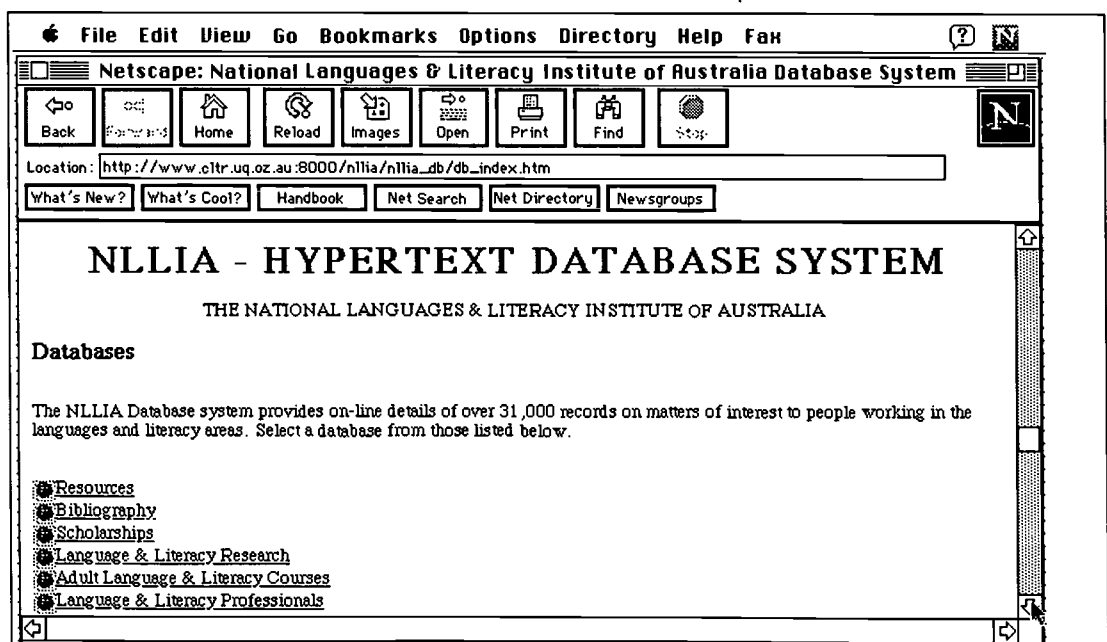 File Edit View Go Bookmarks Options Directory Help Fax
Netscape: National Languages & Literacy Institute of Australia Database System
Back Forward Home Reload Images Open Print Find Stop
N
Location: http://www.cltr.uq.oz.au:8000/nllia/nllia_db/db_index.htm
What's New? What's Cool? Handbook Net Search Net Directory Newsgroups
NLLIA - HYPERTEXT DATABASE SYSTEM
THE NATIONAL LANGUAGES & LITERACY INSTITUTE OF AUSTRALIA
Databases
The NLLIA Database system provides on-line details of over 31,000 records on matters of interest to people working in the
languages and literacy areas. Select a database from those listed below.
Resources
Bibliography
Scholarships
Language & Literacy Research
Adult Language & Literacy Courses
Language & Literacy Professionals